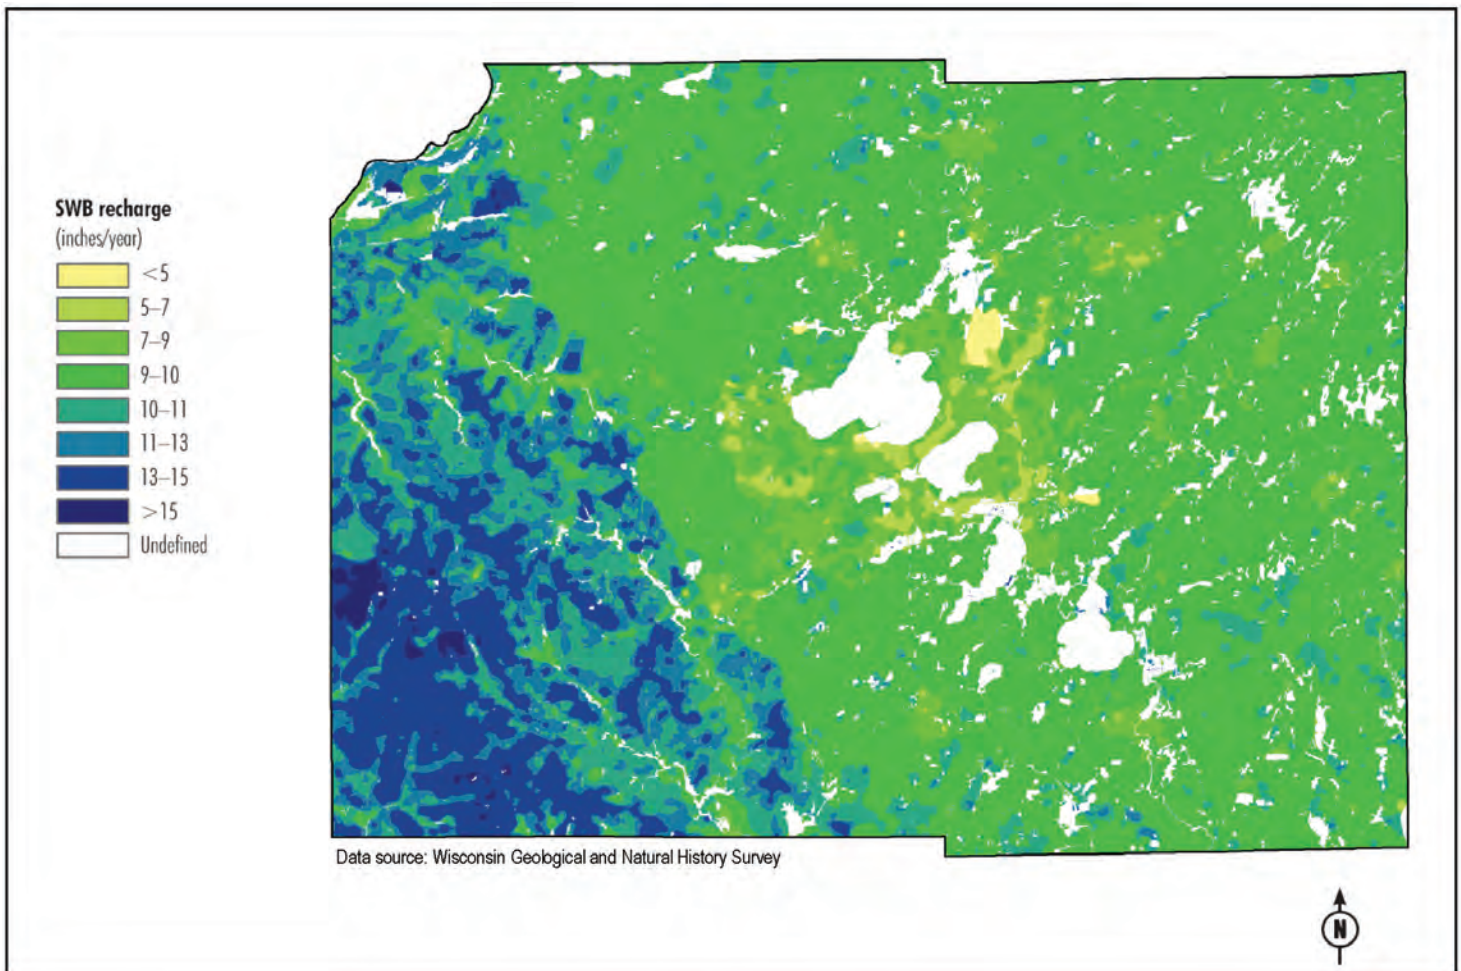 SWB recharge
(inches/year)
<5
5–7
7–9
9–10
10–11
11–13
13–15
>15
Undefined
Data source: Wisconsin Geological and Natural History Survey
N